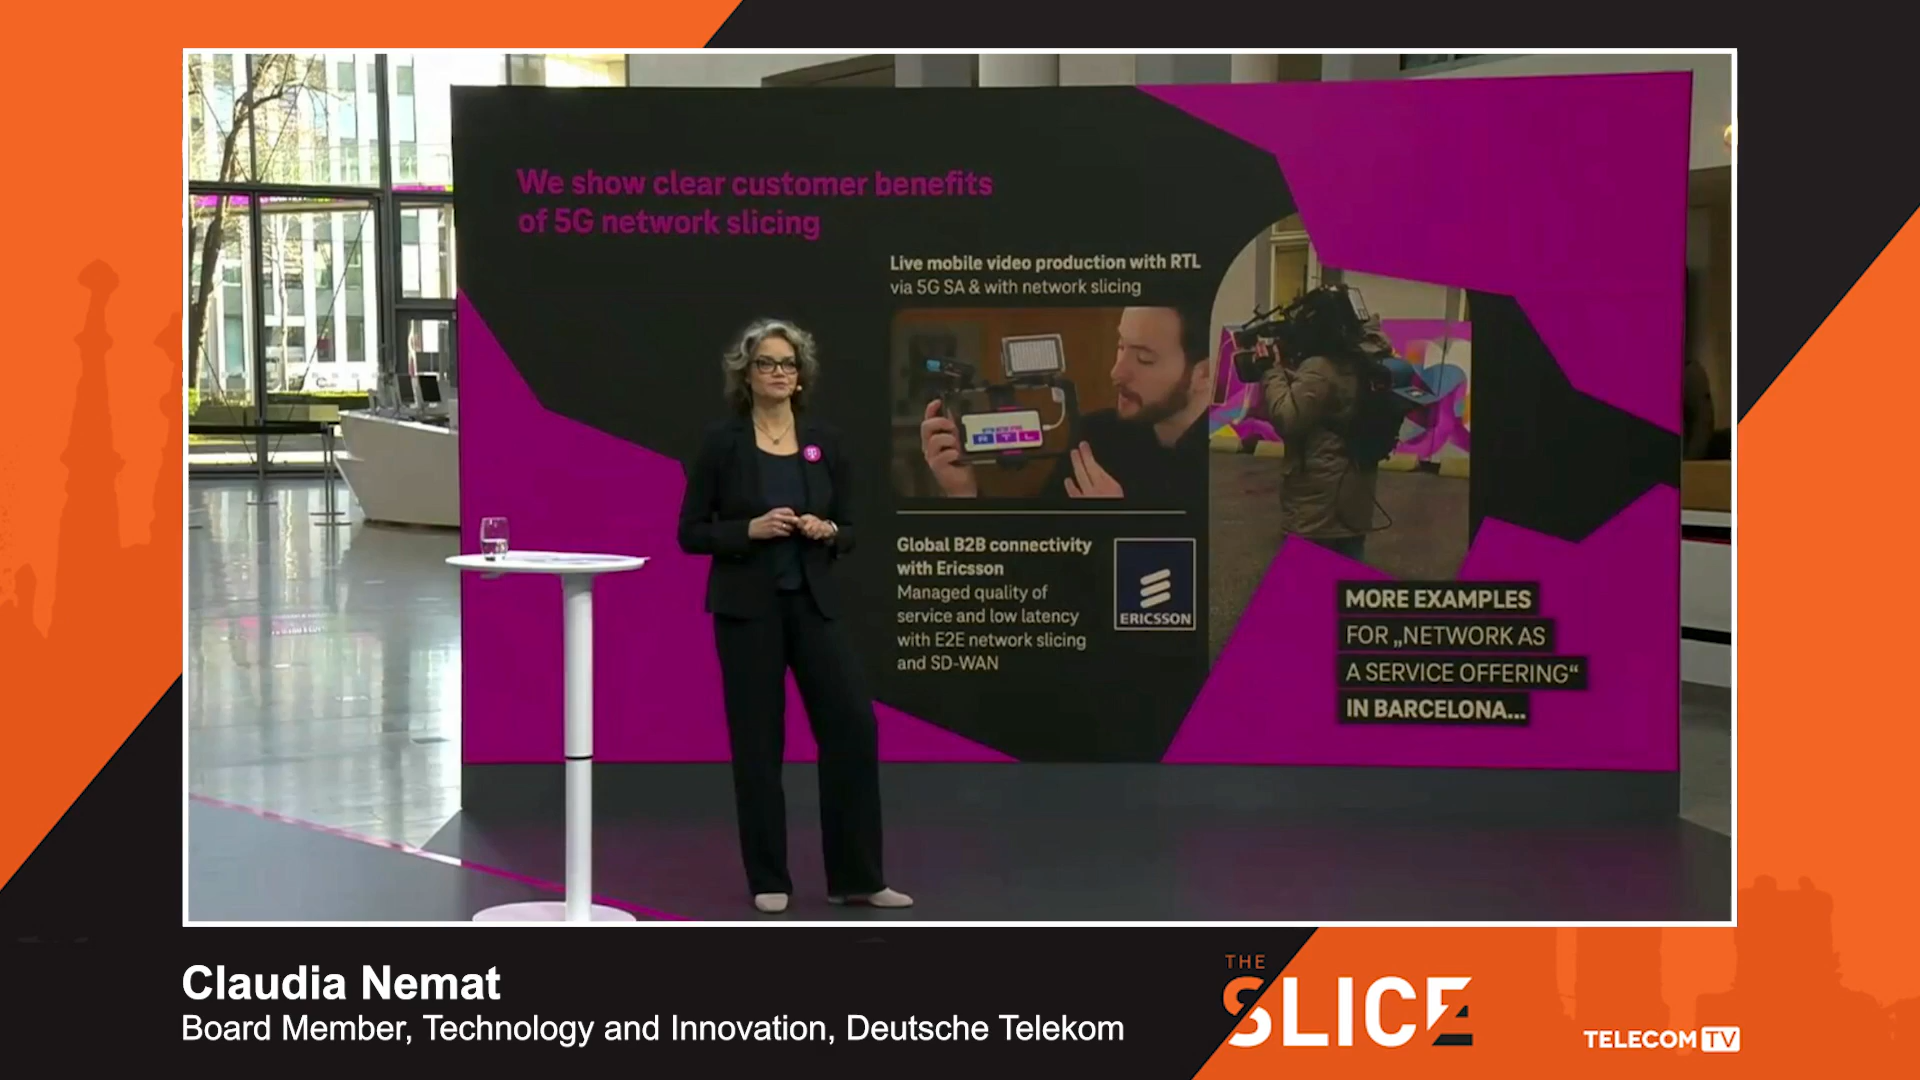 We show clear customer benefits
of 5G network slicing
Live mobile video production with RTL
via 5G SA & with network slicing
RTL
Global B2B connectivity
with Ericsson
Managed quality of
service and low latency
with E2E network slicing
and SD-WAN
ERICSSON
MORE EXAMPLES
FOR „NETWORK AS
A SERVICE OFFERING“
IN BARCELONA...
T
Claudia Nemat
Board Member, Technology and Innovation, Deutsche Telekom
THE
SLICE
TELECOM TV